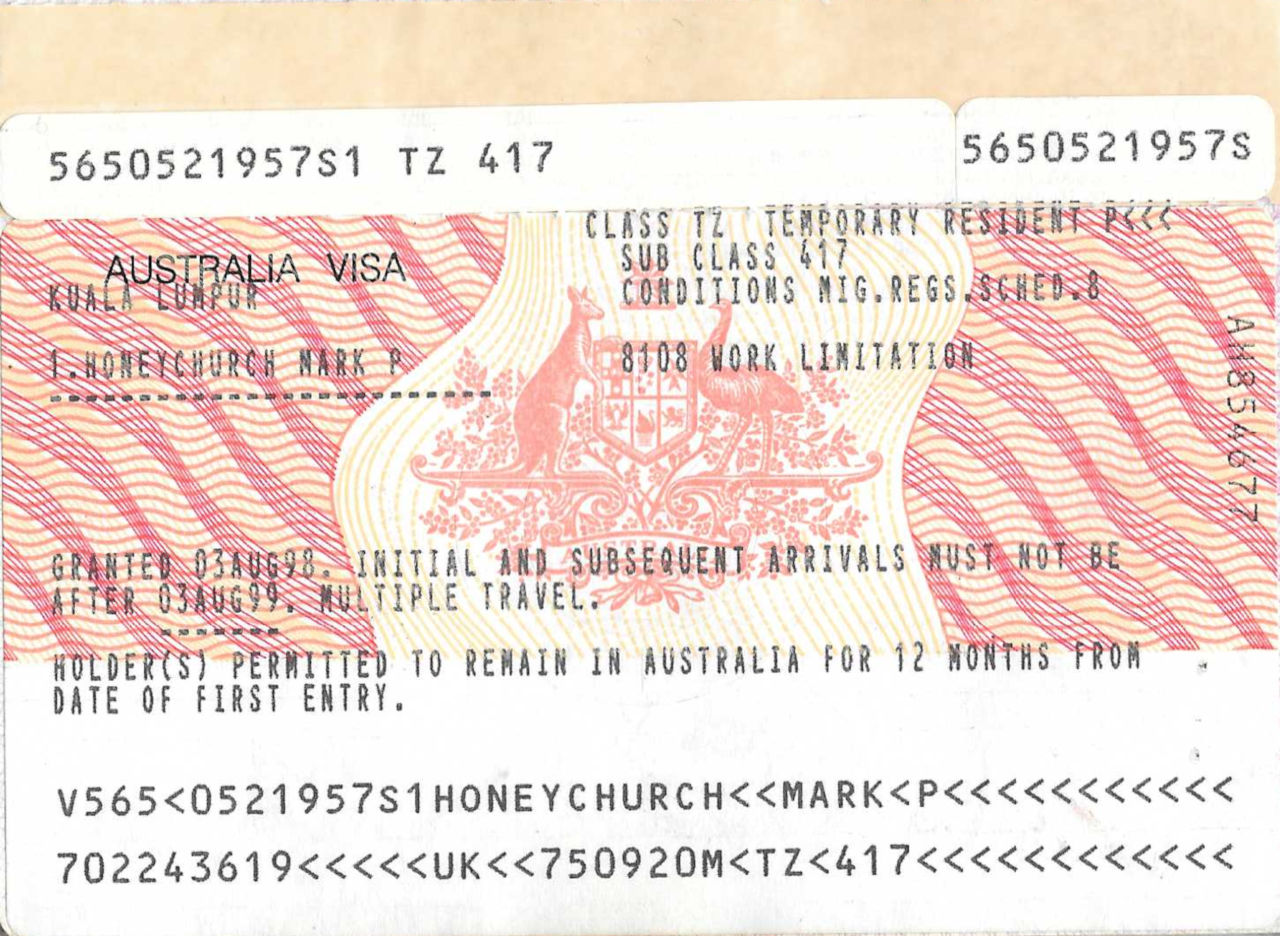 5650521957S1 TZ 417
5650521957S
CLASS TZ TEMPORARY RESIDENT P<<<
SUB CLASS 417
AUSTRALIA VISA
KUALA LUMPUR
CONDITIONS MIG.REGS.SCHED.8
1.HONEYCHURCH MARK P
8108 WORK LIMITATION
AH854677
GRANTED 03AUG98. INITIAL AND SUBSEQUENT ARRIVALS MUST NOT BE
AFTER 03AUG99. MULTIPLE TRAVEL.
HOLDER(S) PERMITTED TO REMAIN IN AUSTRALIA FOR 12 MONTHS FROM
DATE OF FIRST ENTRY.
V565<0521957S1HONEYCHURCH<<MARK<P<<<<<<<<<<<
702243619<<<<<UK<<750920M<TZ<417<<<<<<<<<<<<